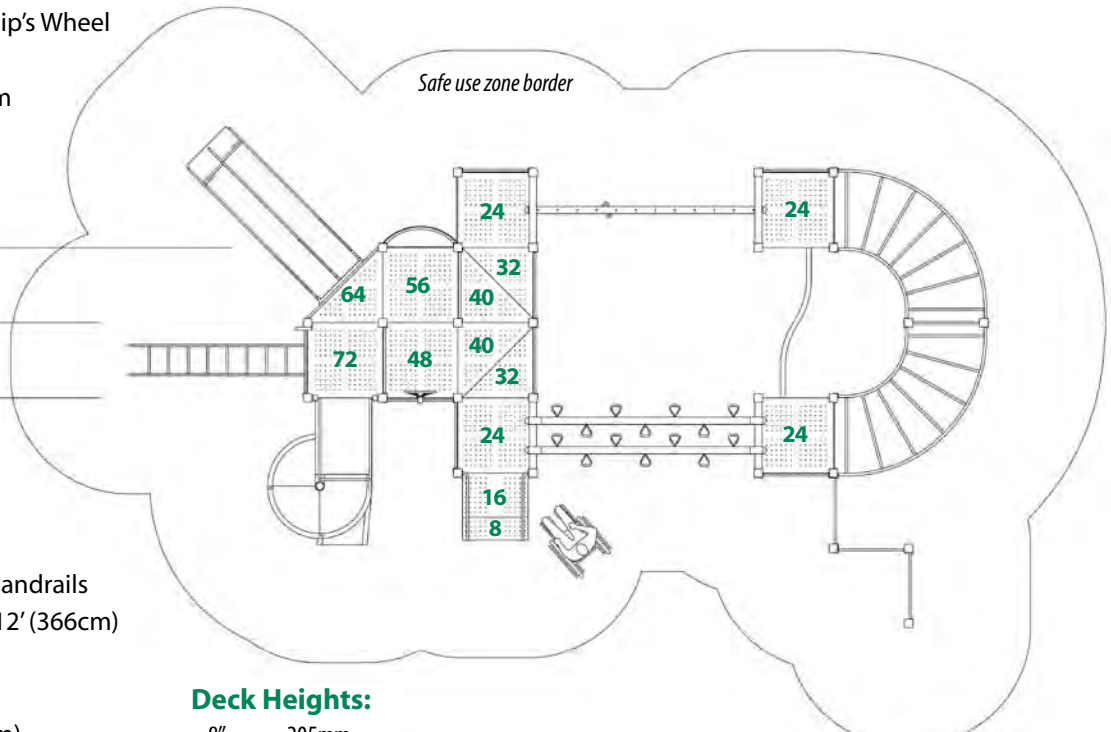 ip's Wheel
Safe use zone border
m
24
24
32
56
64
40
40
72
48
32
24
24
16
8
andrails
12' (366cm)
Deck Heights: